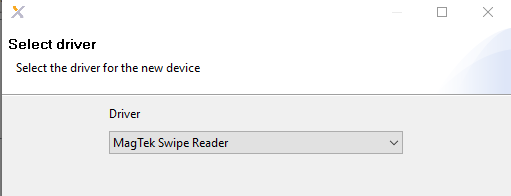 Select driver
Select the driver for the new device
Driver
MagTek Swipe Reader